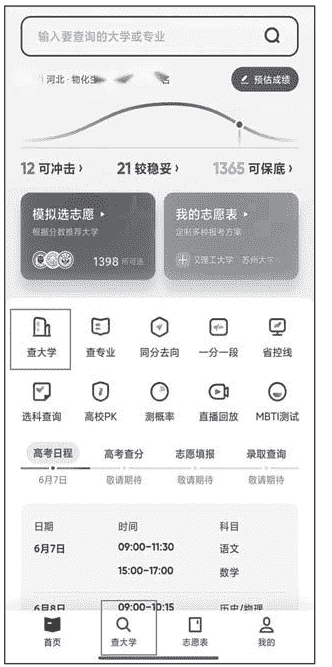 输入要查询的大学或专业
河北·物化生 名 预估成绩
12 可冲击› 21 较稳妥› 1365 可保底›
模拟选志愿 我的志愿表
根据分数推荐大学 定制多种报考方案
1398 所可选 汉理工大学 苏州大学
查大学 查专业 同分去向 一分一段 省控线
选科查询 高校PK 测概率 直播回放 MBTI测试
高考日程 高考查分 志愿填报 录取查询
6月7日 敬请期待 敬请期待 敬请期待
日期 时间 科目
6月7日 09:00-11:30 语文
15:00-17:00 数学
6月8日 09:00-10:15 历史/物理
首页 查大学 志愿表 我的